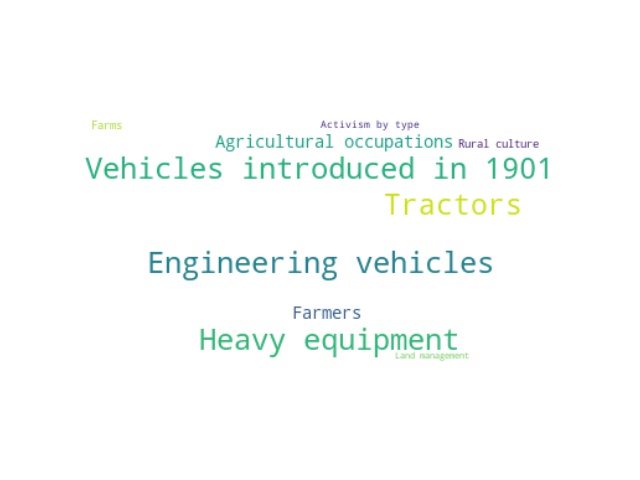 Farms
Activism by type
Agricultural occupations
Rural culture
Vehicles introduced in 1901
Tractors
Engineering vehicles
Farmers
Heavy equipment
Land management